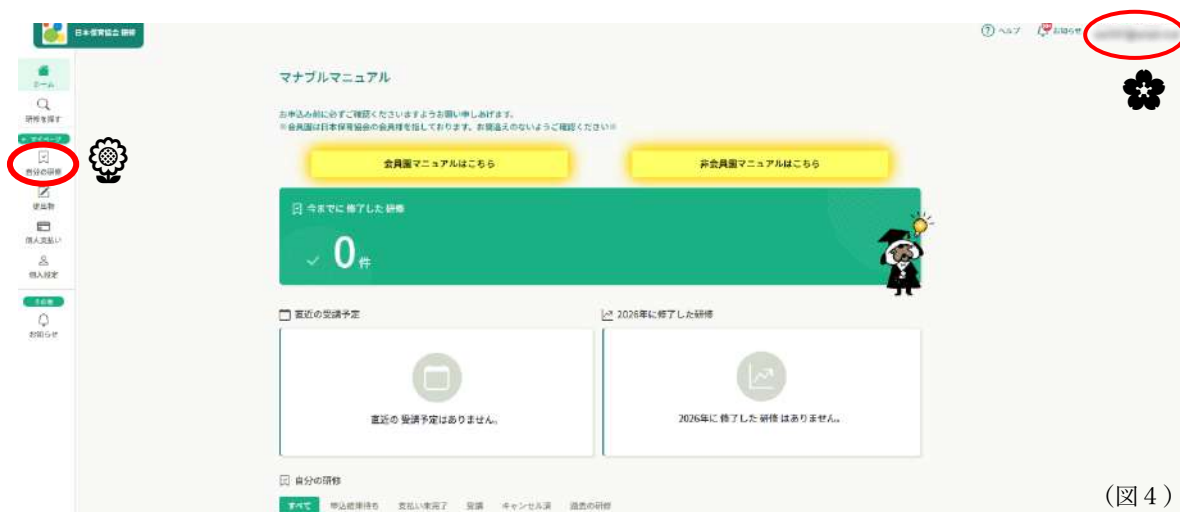 日本保育協会 研修
ヘルプ
お知らせ
ホーム
研修を探す
マイページ
自分の研修
提出物
個人支払い
個人設定
その他
お知らせ
マナブルマニュアル
お申込み前に必ずご確認くださいますようお願い申しあげます。
※会員園は日本保育協会の会員様を指しております。お間違えのないようご確認ください※
会員園マニュアルはこちら
非会員園マニュアルはこちら
今までに 修了した 研修
0件
直近の受講予定
2026年に修了した研修
直近の 受講予定はありません。
2026年に 修了した 研修 はありません。
自分の研修
すべて 申込結果待ち 支払い未完了 受講 キャンセル済 過去の研修
(図4)